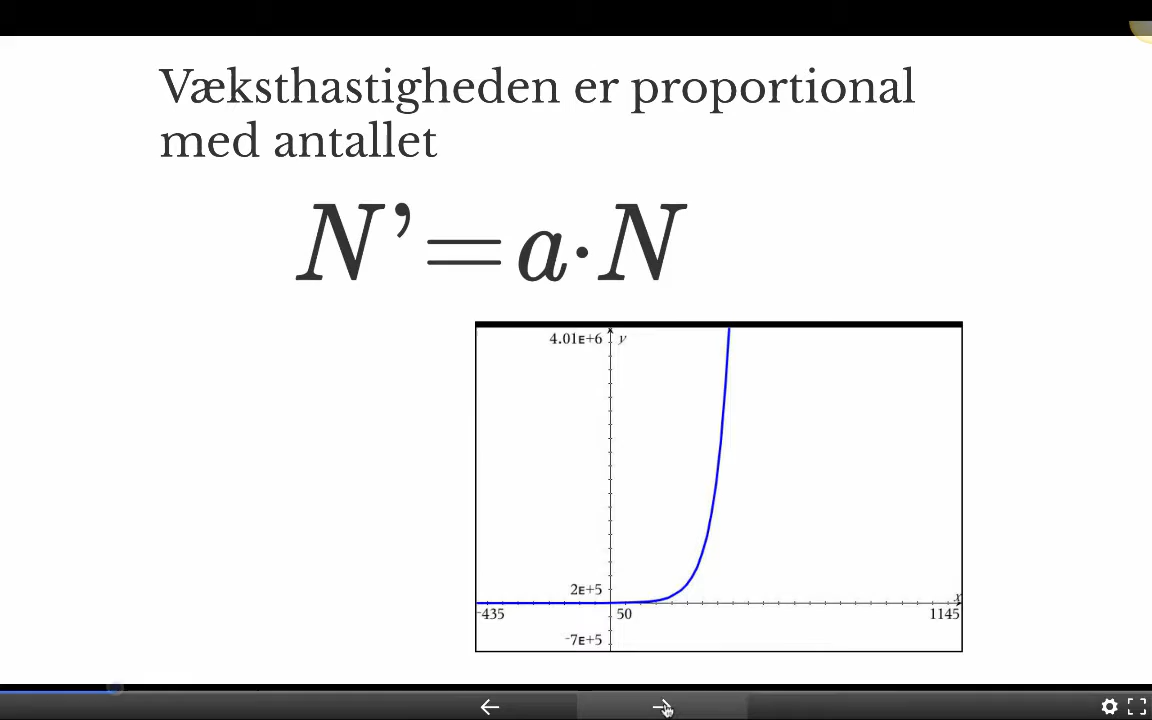 Væksthastigheden er proportional
med antallet
N’=a·N
4.01E+6 y
2E+5
x
-435 50 1145
-7E+5